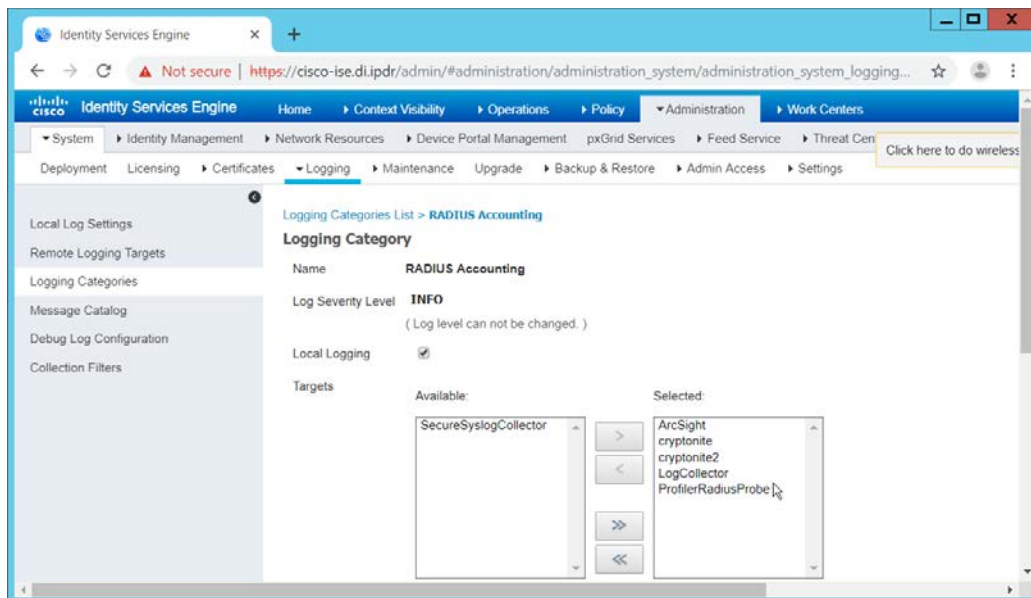 Identity Services Engine
Not secure | https://cisco-ise.di.ipdr/admin/#administration/administration_system/administration_system_logging...
cisco Identity Services Engine Home Context Visibility Operations Policy Administration Work Centers
System Identity Management Network Resources Device Portal Management pxGrid Services Feed Service Threat Cen
Click here to do wireless
Deployment Licensing Certificates Logging Maintenance Upgrade Backup & Restore Admin Access Settings
Local Log Settings
Remote Logging Targets
Logging Categories
Message Catalog
Debug Log Configuration
Collection Filters
Logging Categories List > RADIUS Accounting
Logging Category
Name RADIUS Accounting
Log Severity Level INFO
( Log level can not be changed. )
Local Logging
Targets
Available:
SecureSyslogCollector
Selected:
ArcSight
cryptonite
cryptonite2
LogCollector
ProfilerRadiusProbe